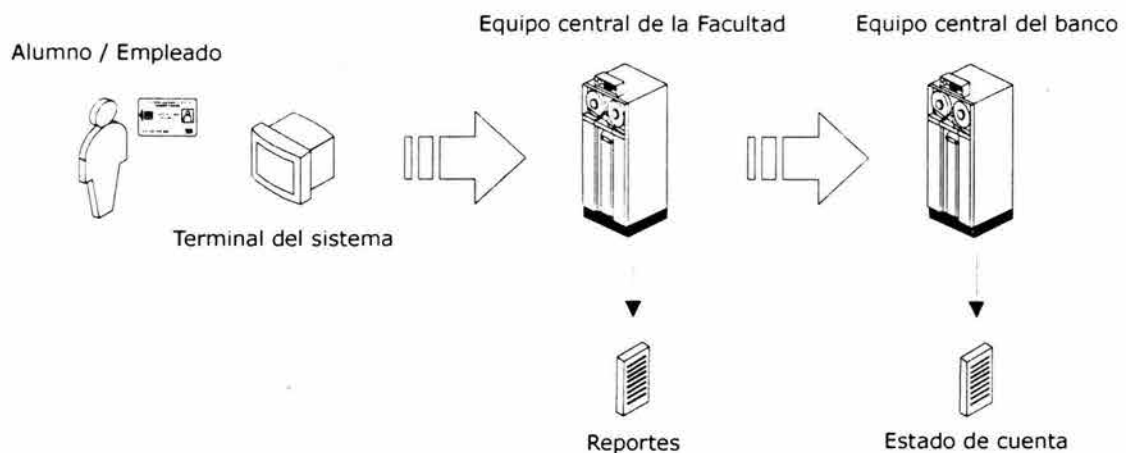 Equipo central de la Facultad
Equipo central del banco
Alumno / Empleado
Terminal del sistema
Reportes
Estado de cuenta